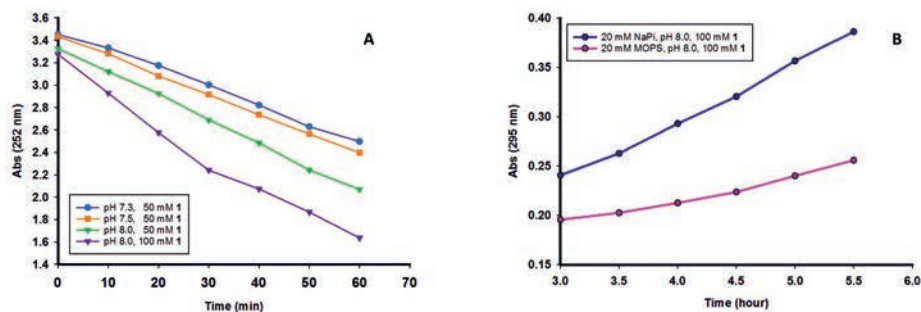 A
3.6
3.4
3.2
3.0
2.8
2.6
2.4
2.2
2.0
1.8
1.6
1.4
Abs (252 nm)
pH 7.3, 50 mM 1
pH 7.5, 50 mM 1
pH 8.0, 50 mM 1
pH 8.0, 100 mM 1
0 10 20 30 40 50 60 70
Time (min)
B
0.40
0.35
0.30
0.25
0.20
0.15
Abs (295 nm)
20 mM NaPi, pH 8.0, 100 mM 1
20 mM MOPS, pH 8.0, 100 mM 1
3.0 3.5 4.0 4.5 5.0 5.5 6.0
Time (hour)